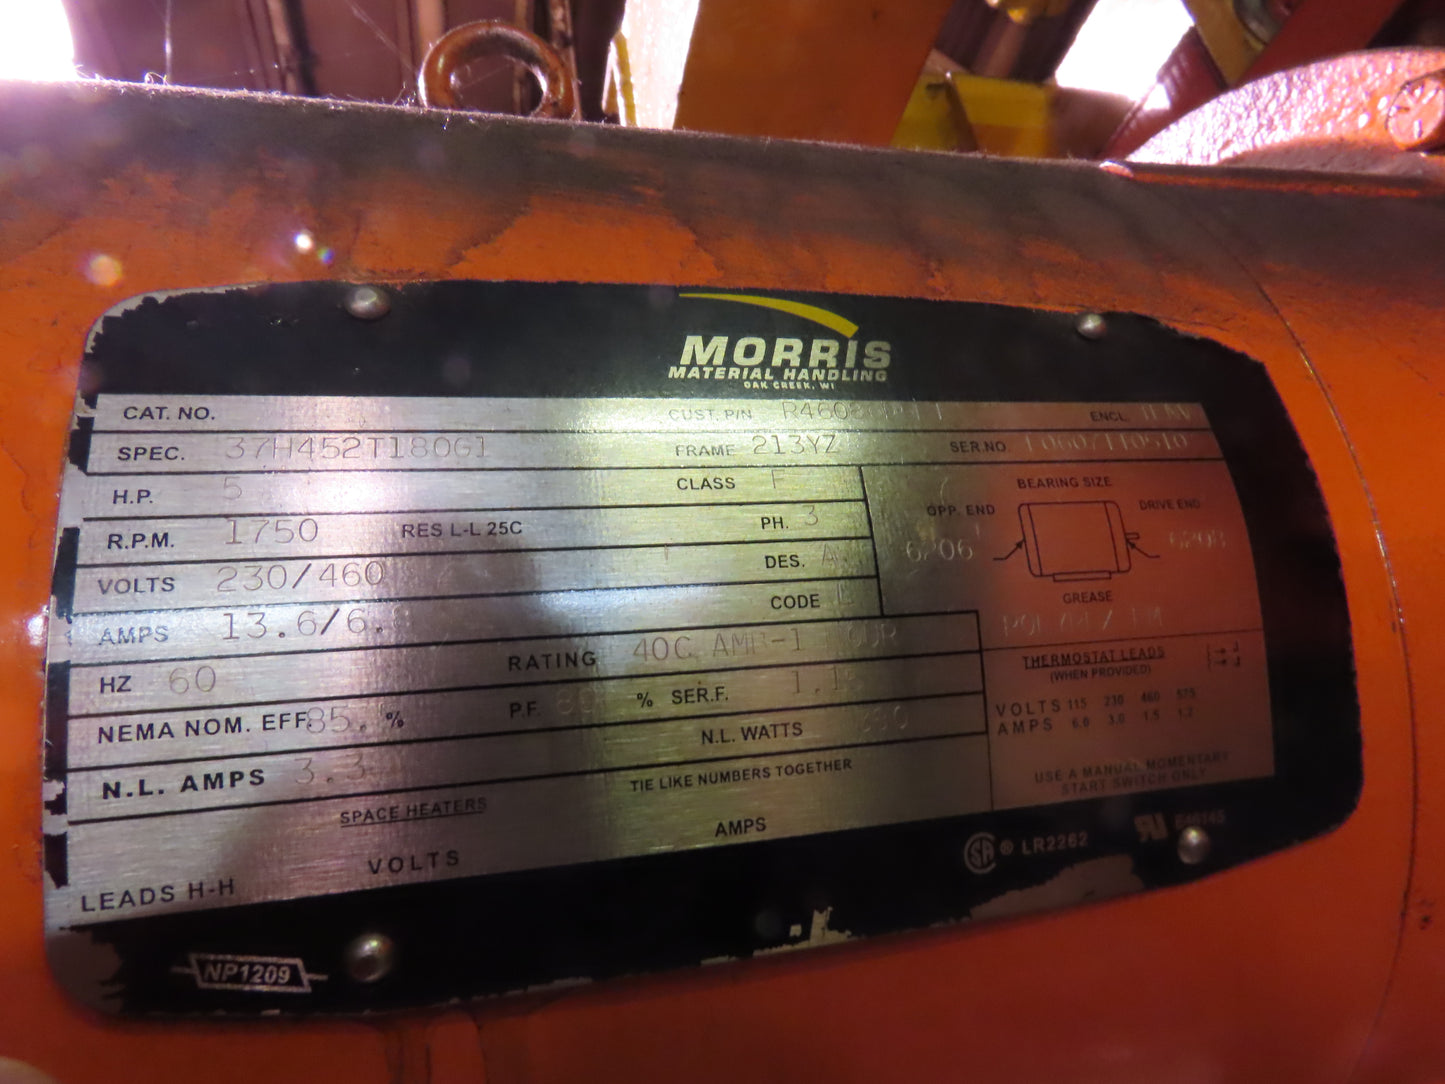 MORRIS
MATERIAL HANDLING
OAK CREEK, WI
CAT. NO. CUST. P/N ENCL.
SPEC. 37H452T180G1 FRAME 213YZ SER.NO.
H.P. 5 CLASS F
R.P.M. 1750 RES L-L 25C PH. 3
VOLTS 230/460 DES. A
AMPS 13.6/6. CODE
HZ 60 RATING 40C AMB-1
NEMA NOM. EFF. 85. % P.F. % SER.F. 1.1
N.L. AMPS 3.3 N.L. WATTS
SPACE HEATERS TIE LIKE NUMBERS TOGETHER
LEADS H-H VOLTS AMPS
BEARING SIZE
OPP. END DRIVE END
6206 6208
GREASE
THERMOSTAT LEADS
(WHEN PROVIDED)
J
J
VOLTS 115 230 460 575
AMPS 6.0 3.0 1.5 1.2
USE A MANUAL MOMENTARY
START SWITCH ONLY
SA ® LR2262
NP1209